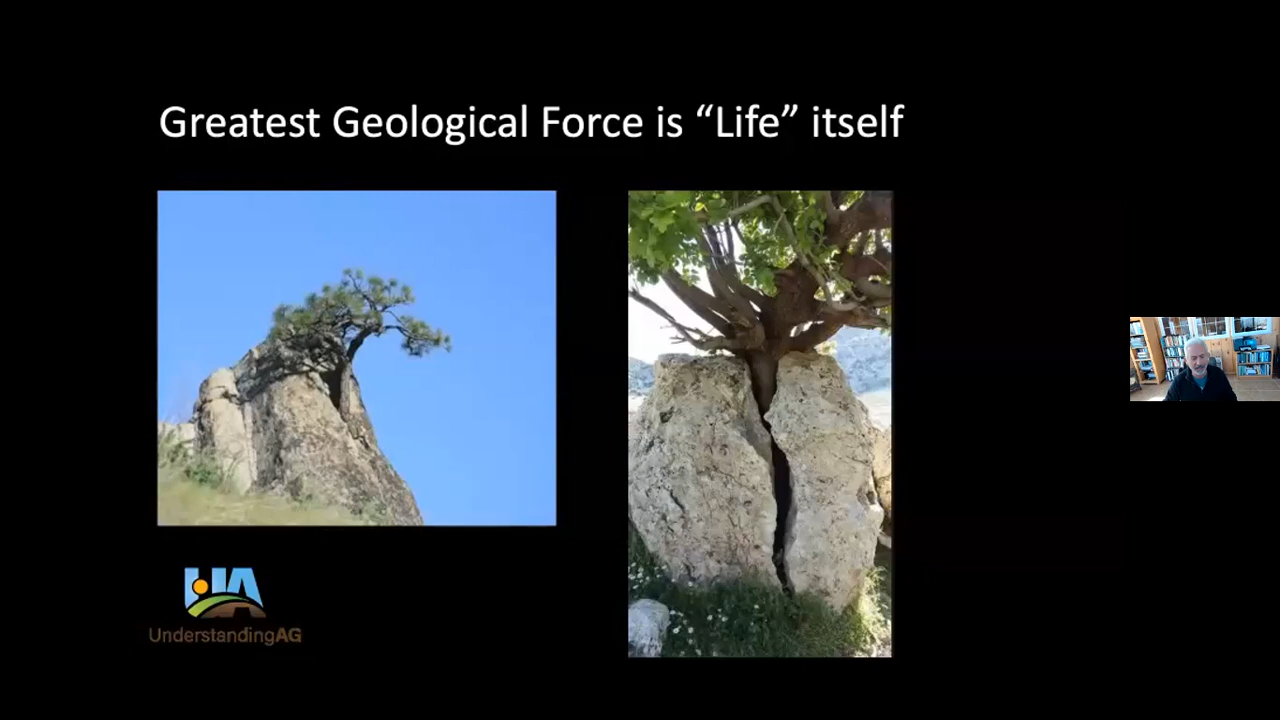 Greatest Geological Force is “Life” itself
UA
UnderstandingAG